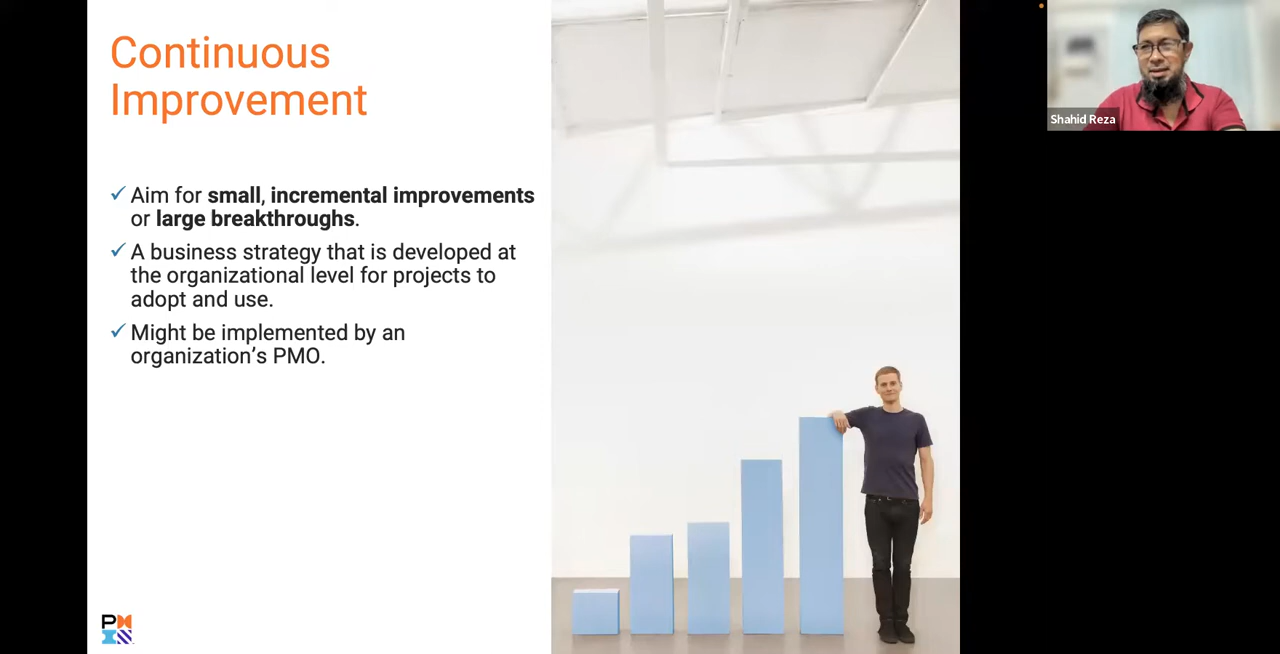 Continuous
Improvement
Aim for small, incremental improvements
or large breakthroughs.
A business strategy that is developed at
the organizational level for projects to
adopt and use.
Might be implemented by an
organization's PMO.
Shahid Reza